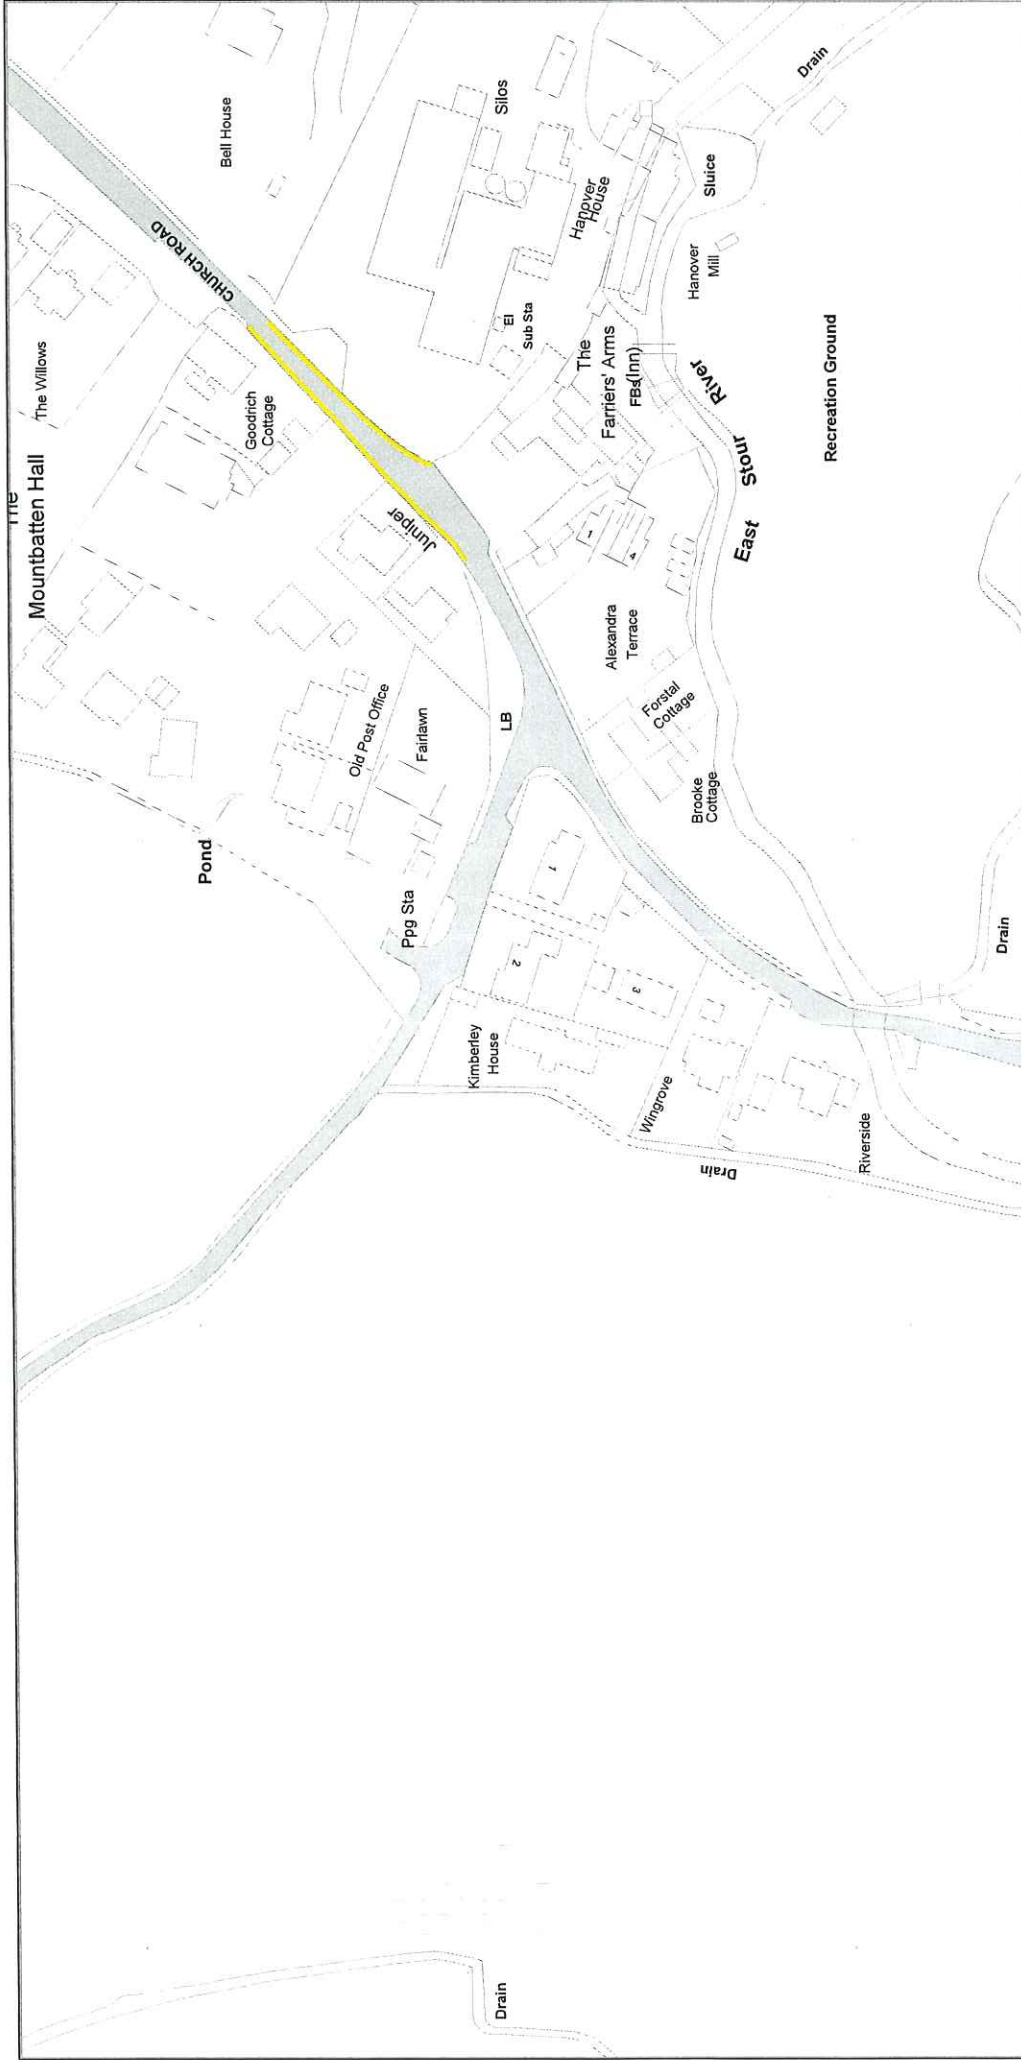 The
Mountbatten Hall
The Willows
Bell House
CHURCH ROAD
Goodrich
Cottage
Silos
Drain
Hanover
House
Sluice
Hanover
Mill
El
Sub Sta
The
Farriers' Arms
(Inn)
FBs
River
Stour
East
Recreation Ground
Juniper
1
4
Alexandra
Terrace
Forstal
Cottage
Brooke
Cottage
Old Post Office
Fairlawn
LB
Pond
Ppg Sta
1
2
3
Kimberley
House
Wingrove
Riverside
Drain
Drain
Drain